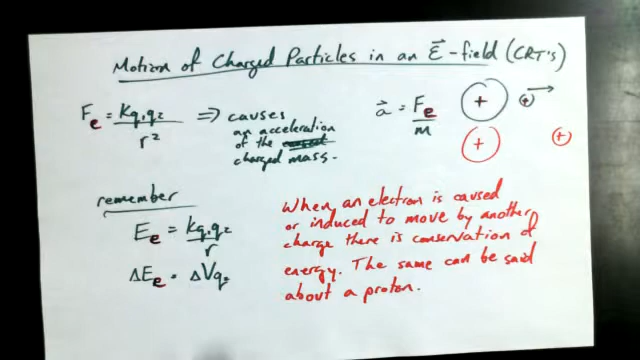 Motion of Charged Particles in an ε⃗-field (CRT's)
Fe = Kq₁q₂/r² ⇒ causes an acceleration of the charged mass.
a⃗ = Fe/m
+ +
+ +
remember
Ee = kq₁q₂/r
ΔEe = ΔVq₂
When an electron is caused
or induced to move by another
charge there is conservation of
energy. The same can be said
about a proton.